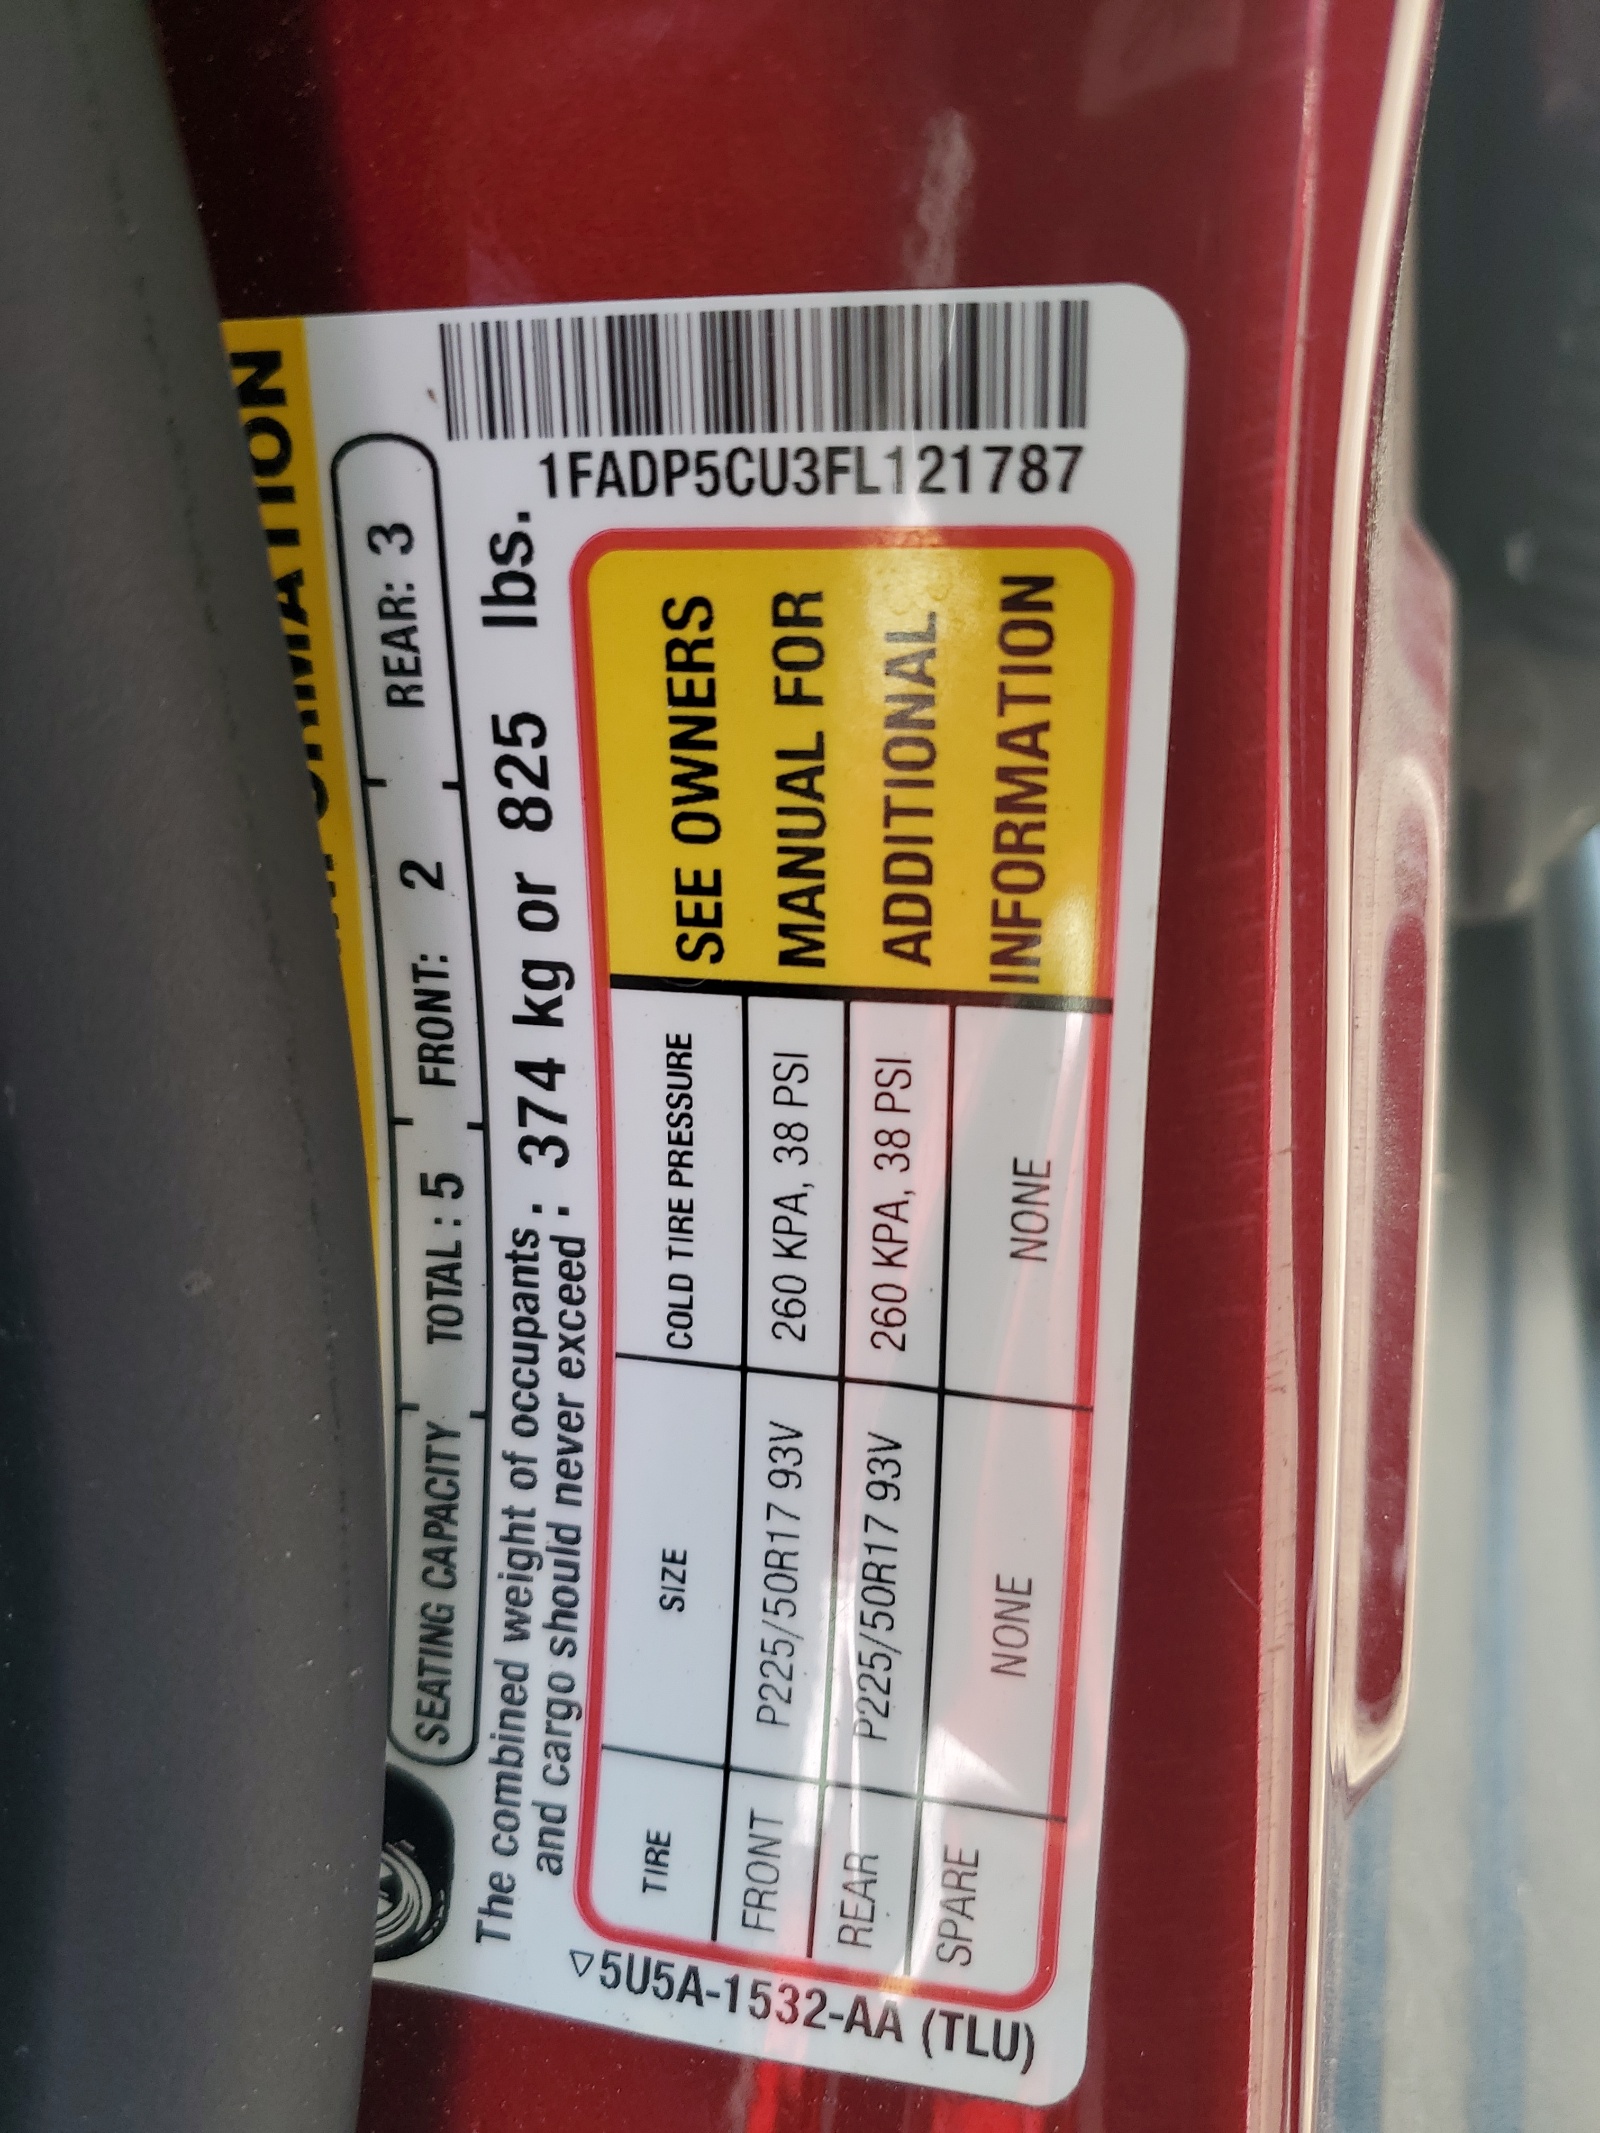 SEATING CAPACITY TOTAL : 5 FRONT: 2 REAR: 3
The combined weight of occupants : 374 kg or 825 lbs.
and cargo should never exceed :
1FADP5CU3FL121787
TIRE SIZE COLD TIRE PRESSURE
FRONT P225/50R17 93V 260 KPA, 38 PSI
REAR P225/50R17 93V 260 KPA, 38 PSI
SPARE NONE NONE
SEE OWNERS
MANUAL FOR
ADDITIONAL
INFORMATION
5U5A-1532-AA (TLU)